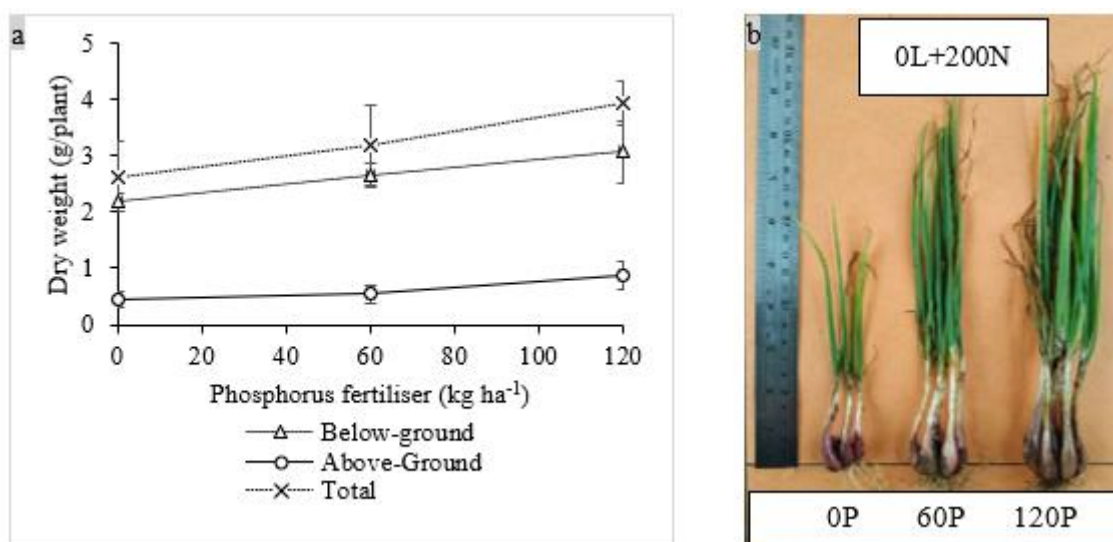 a
Dry weight (g/plant)
5
4
3
2
1
0
0 20 40 60 80 100 120
Phosphorus fertiliser (kg ha⁻¹)
Below-ground
Above-Ground
Total
b
0L+200N
0P 60P 120P